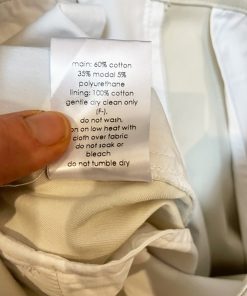 main: 60% cotton
35% modal 5%
polyurethane
lining: 100% cotton
gentle dry clean only
(F-),
do not wash,
on on low heat with
cloth over fabric
do not soak or
bleach
do not tumble dry